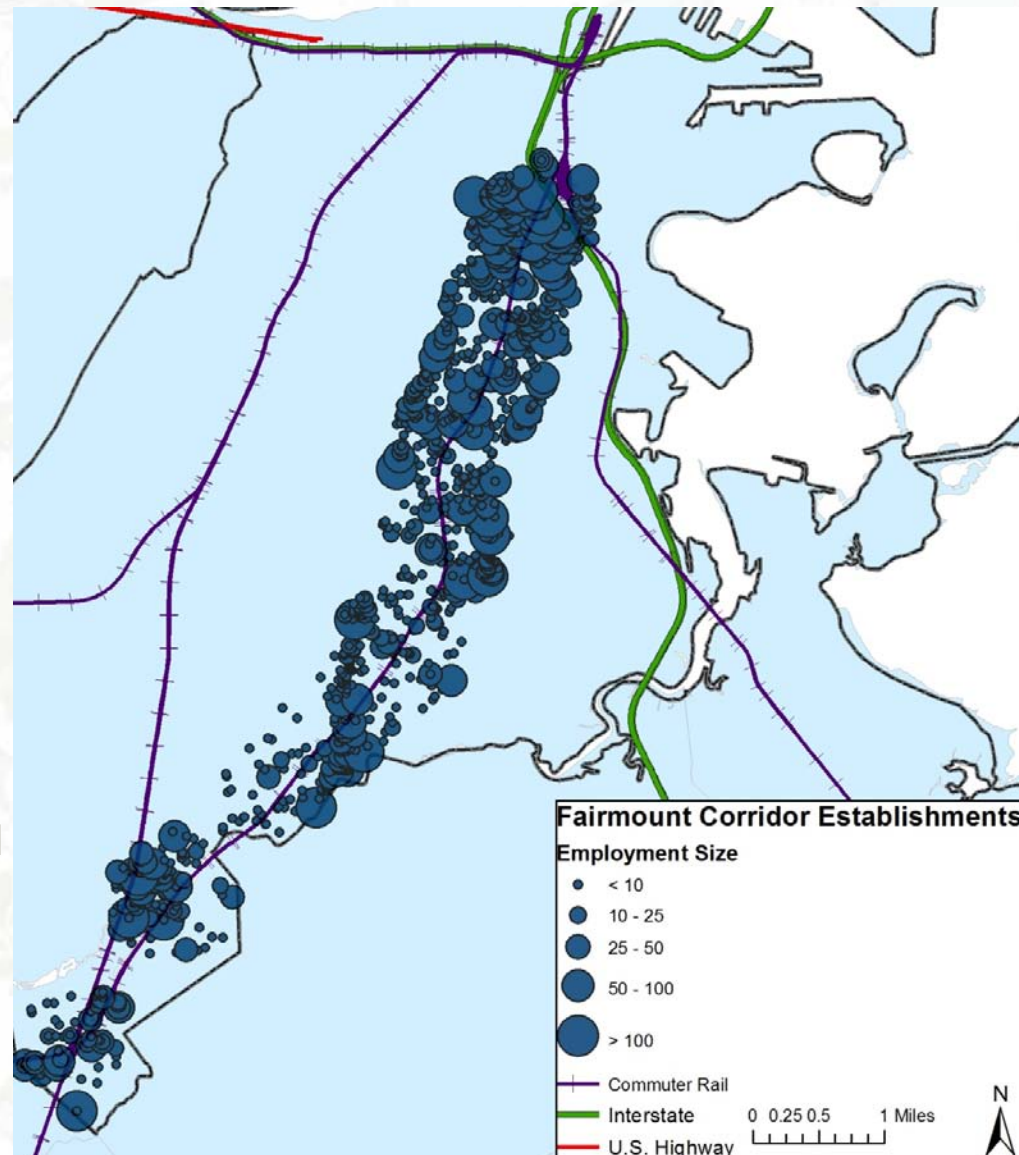 Fairmount Corridor Establishments
Employment Size
< 10
10 - 25
25 - 50
50 - 100
> 100
Commuter Rail
Interstate
U.S. Highway
0 0.25 0.5 1 Miles
N